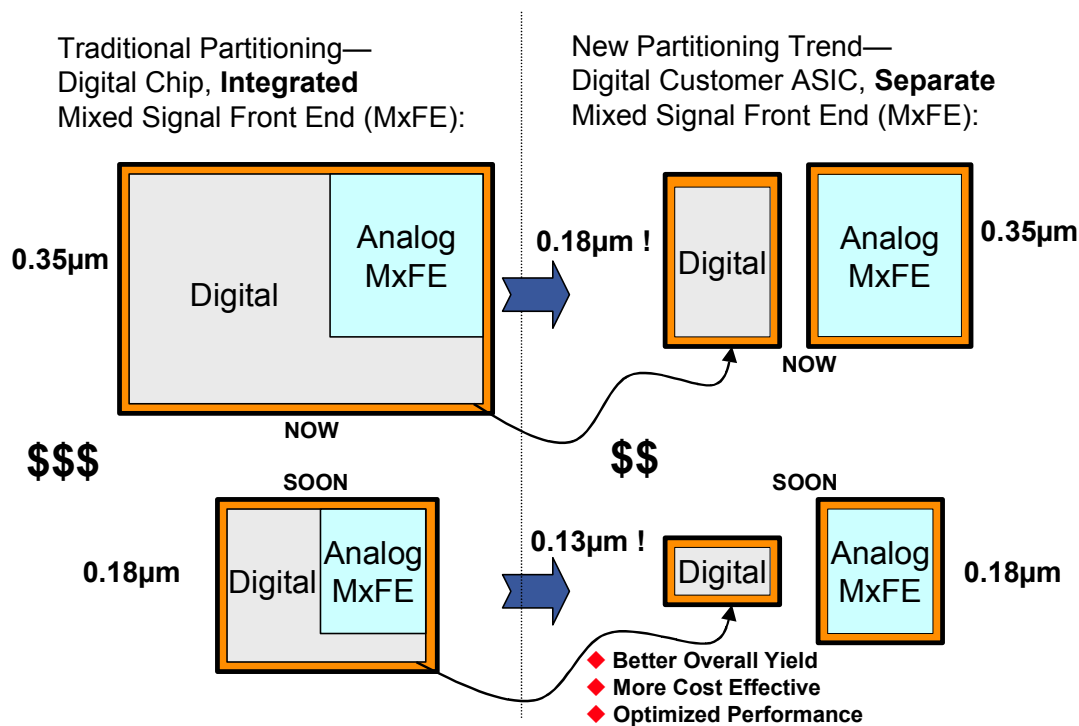 Traditional Partitioning—
Digital Chip, Integrated
Mixed Signal Front End (MxFE):
New Partitioning Trend—
Digital Customer ASIC, Separate
Mixed Signal Front End (MxFE):
0.35µm
Digital
Analog
MxFE
NOW
0.18µm !
Digital
Analog
MxFE
0.35µm
NOW
$$$
SOON
0.18µm
Digital
Analog
MxFE
$$
SOON
0.13µm !
Digital
Analog
MxFE
0.18µm
Better Overall Yield
More Cost Effective
Optimized Performance